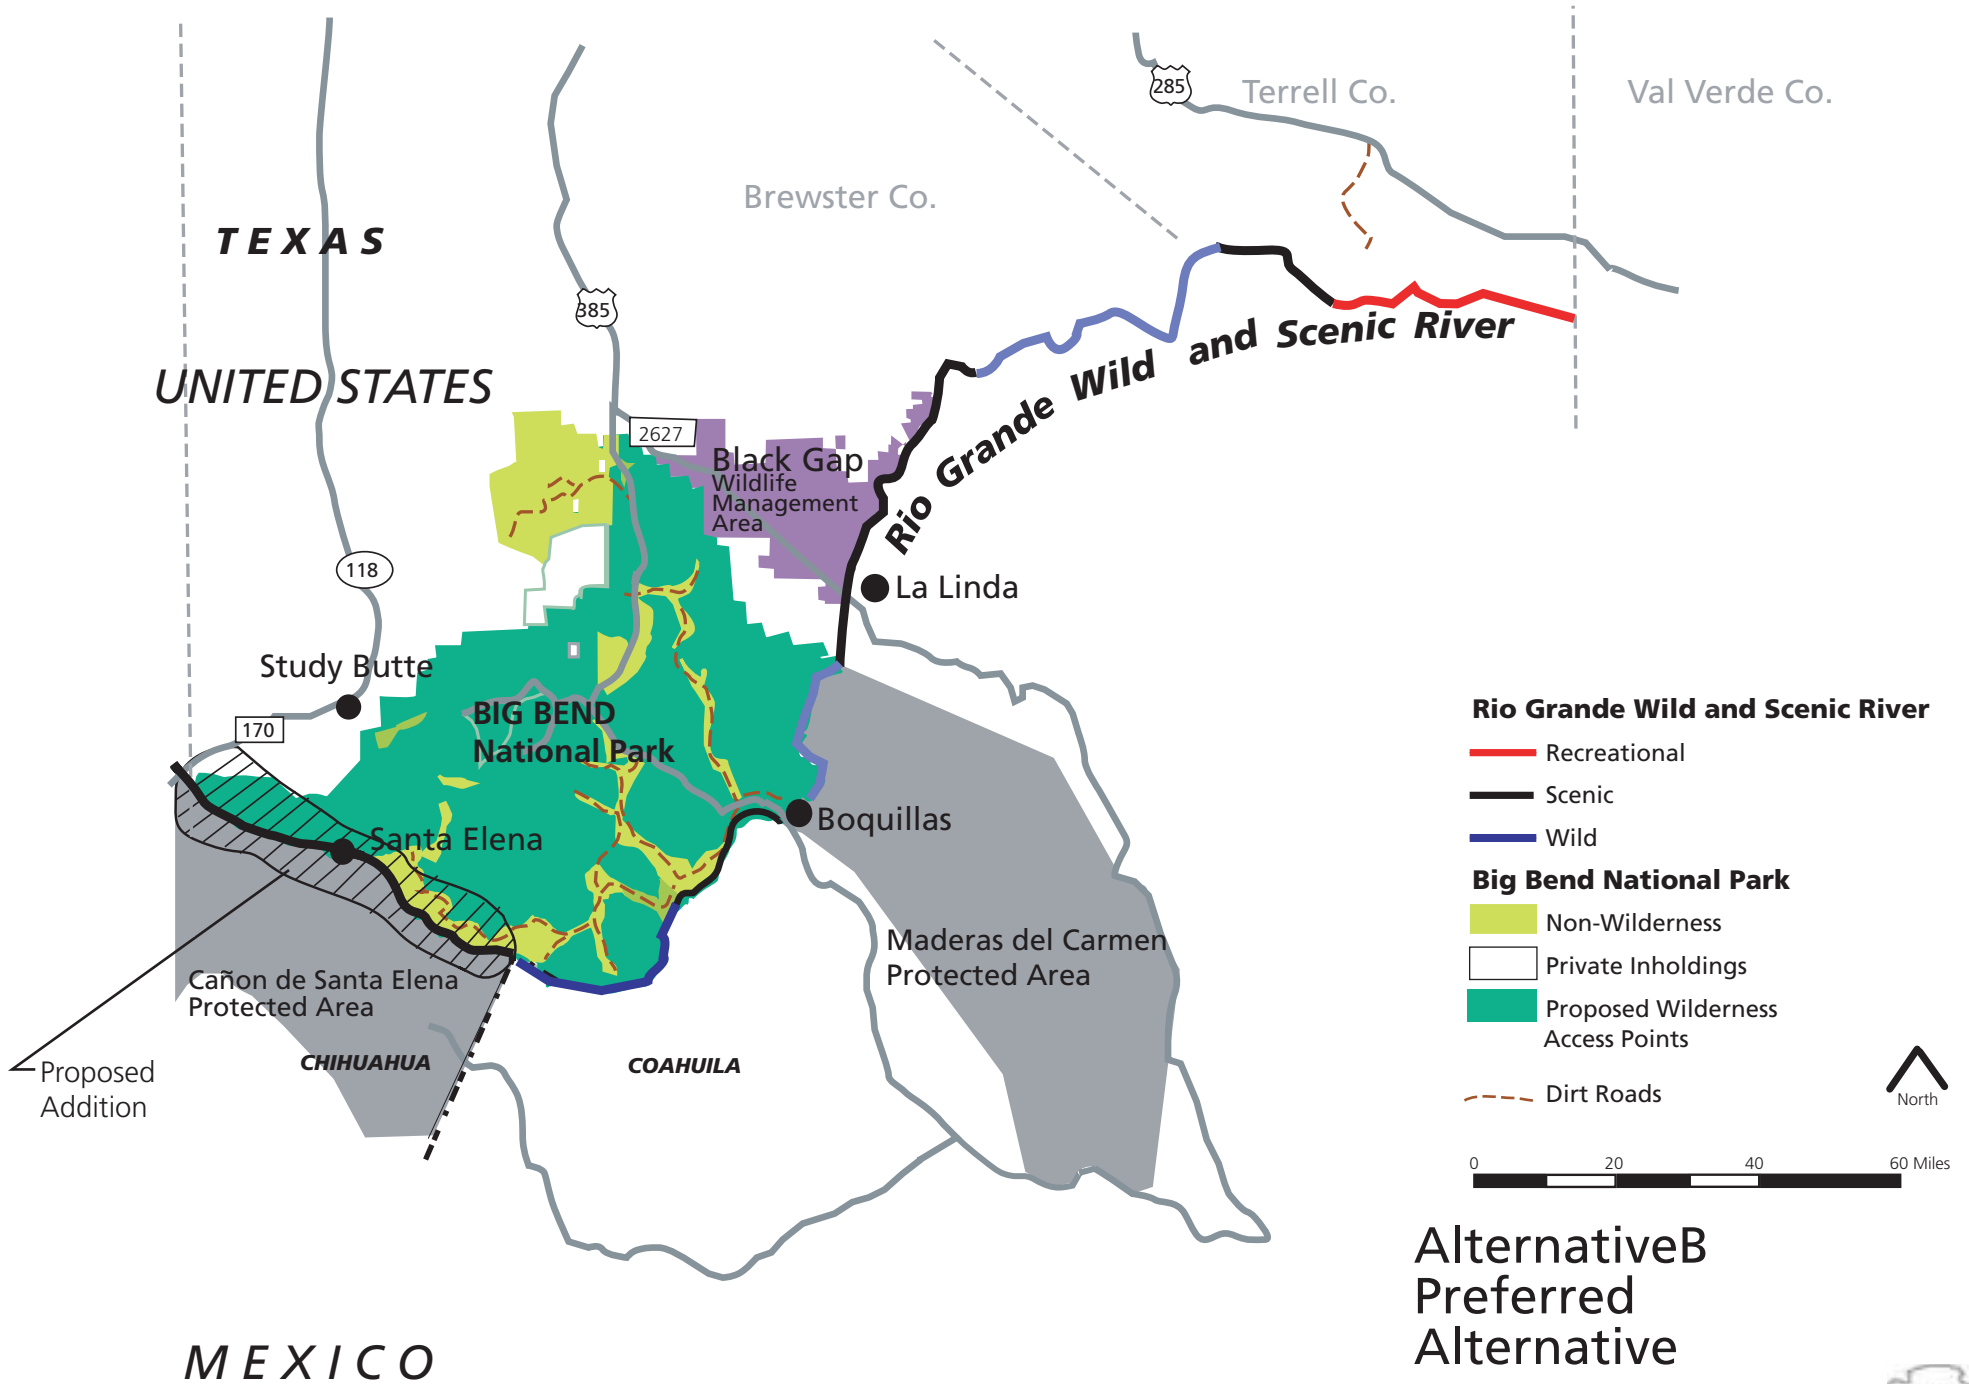 285
Terrell Co.
Val Verde Co.
Brewster Co.
TEXAS
385
UNITED STATES
Rio Grande Wild and Scenic River
2627
Black Gap
Wildlife
Management
Area
118
La Linda
Study Butte
170
BIG BEND
National Park
Santa Elena
Boquillas
Maderas del Carmen
Protected Area
Cañon de Santa Elena
Protected Area
CHIHUAHUA
COAHUILA
Proposed
Addition
MEXICO
Rio Grande Wild and Scenic River
Recreational
Scenic
Wild
Big Bend National Park
Non-Wilderness
Private Inholdings
Proposed Wilderness
Access Points
Dirt Roads
North
0 20 40 60 Miles
AlternativeB
Preferred
Alternative